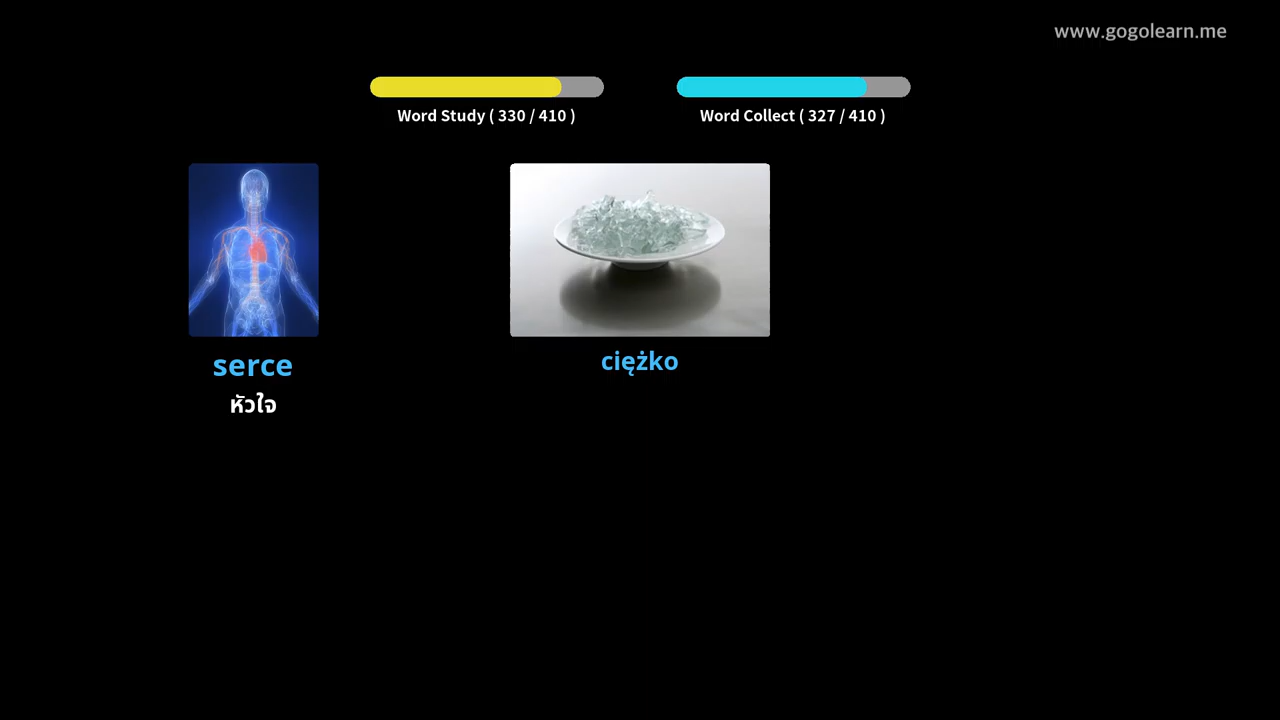 www.gogolearn.me
Word Study ( 330 / 410 )
Word Collect ( 327 / 410 )
serce
หัวใจ
ciężko